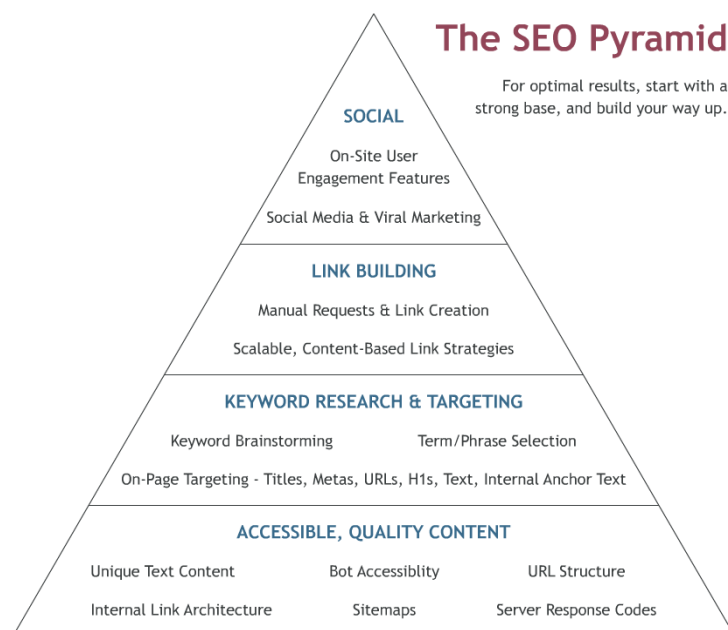 The SEO Pyramid
For optimal results, start with a
strong base, and build your way up.
SOCIAL
On-Site User
Engagement Features
Social Media & Viral Marketing
LINK BUILDING
Manual Requests & Link Creation
Scalable, Content-Based Link Strategies
KEYWORD RESEARCH & TARGETING
Keyword Brainstorming Term/Phrase Selection
On-Page Targeting - Titles, Metas, URLs, H1s, Text, Internal Anchor Text
ACCESSIBLE, QUALITY CONTENT
Unique Text Content Bot Accessiblity URL Structure
Internal Link Architecture Sitemaps Server Response Codes